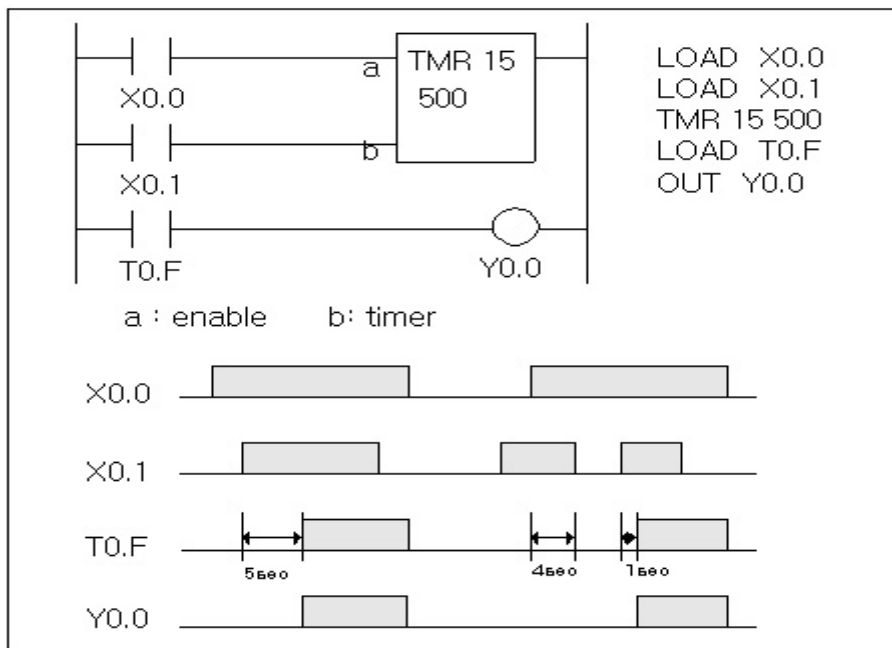 a TMR 15
500
X0.0
b
X0.1
T0.F
Y0.0
LOAD X0.0
LOAD X0.1
TMR 15 500
LOAD T0.F
OUT Y0.0
a : enable b: timer
X0.0
X0.1
T0.F
5sec 4sec 1sec
Y0.0